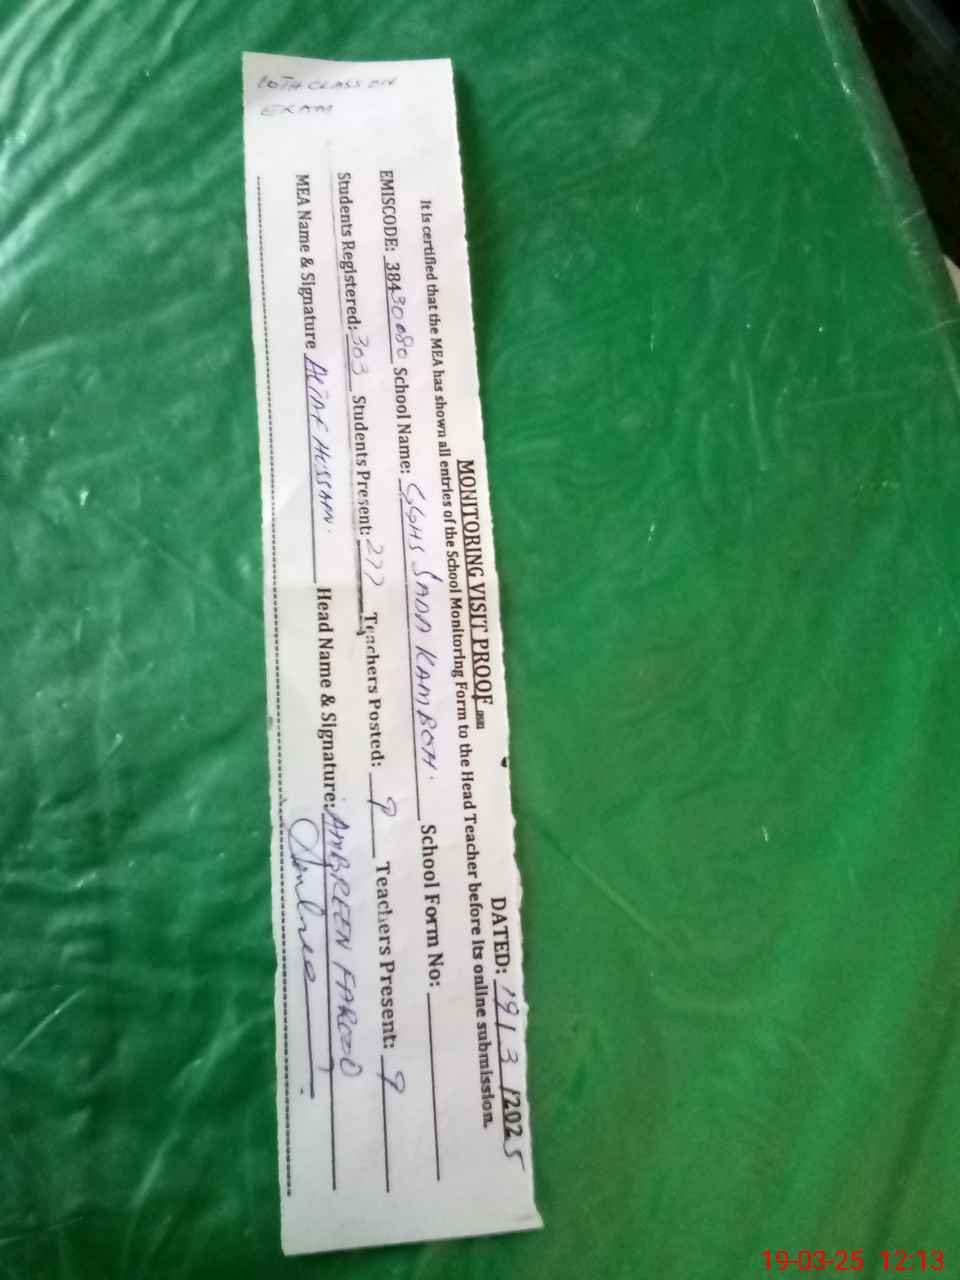 MONITORING VISIT PROOF
DATED: 19/3/2025
It is certified that the MEA has shown all entries of the School Monitoring Form to the Head Teacher before its online submission.
EMISCODE: 38430080 School Name: GGHS SADA KAMBOH. School Form No:
Students Registered: 303 Students Present: 277 Teachers Posted: 9 Teachers Present: 9
MEA Name & Signature HUSSAIN. Head Name & Signature: AMBREEN FAROOQ
10TH CLASS ON
EXAM
19-03-25 12:13